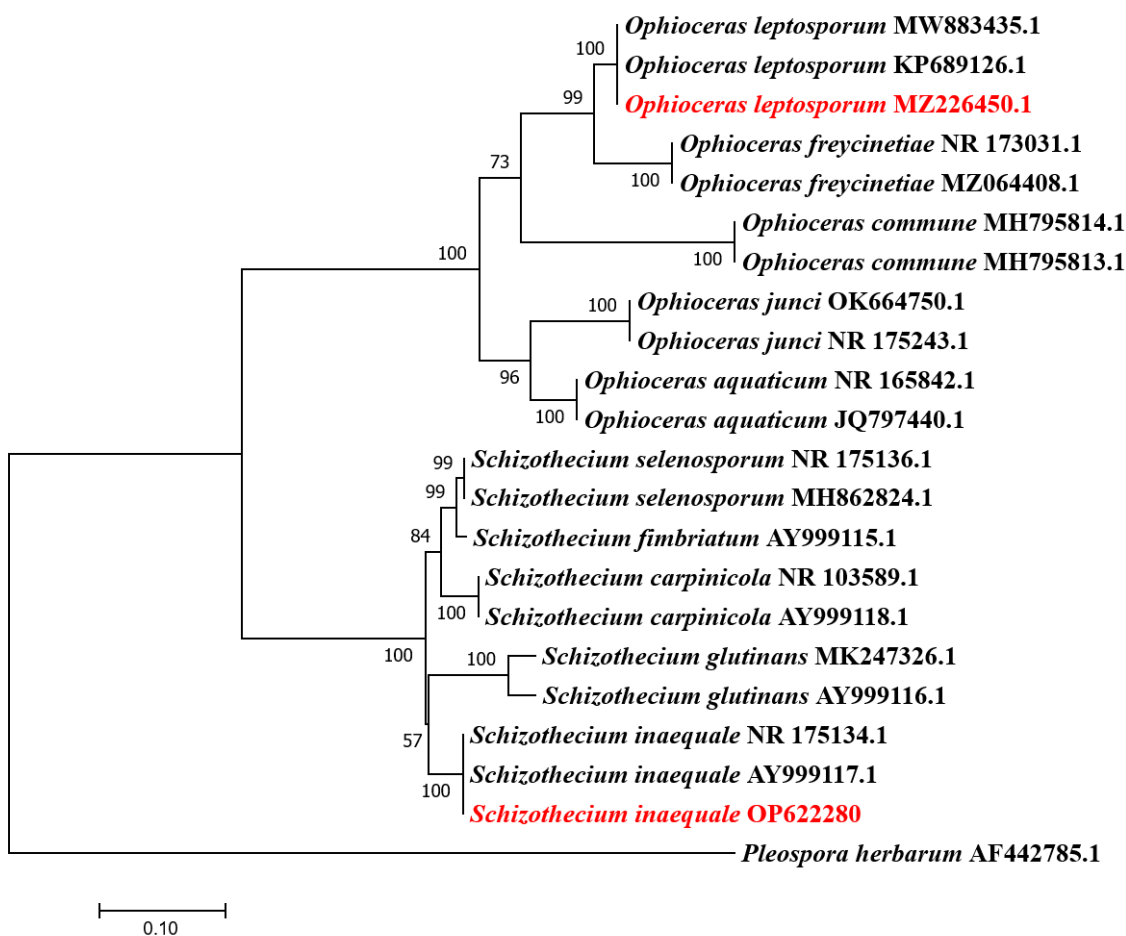 Ophioceras leptosporum MW883435.1
100
Ophioceras leptosporum KP689126.1
99
Ophioceras leptosporum MZ226450.1
Ophioceras freycinetiae NR 173031.1
73
100
Ophioceras freycinetiae MZ064408.1
Ophioceras commune MH795814.1
100
100
Ophioceras commune MH795813.1
Ophioceras junci OK664750.1
100
Ophioceras junci NR 175243.1
96
Ophioceras aquaticum NR 165842.1
100
Ophioceras aquaticum JQ797440.1
Schizothecium selenosporum NR 175136.1
99
99
Schizothecium selenosporum MH862824.1
84
Schizothecium fimbriatum AY999115.1
Schizothecium carpinicola NR 103589.1
100
Schizothecium carpinicola AY999118.1
100
Schizothecium glutinans MK247326.1
100
Schizothecium glutinans AY999116.1
57
Schizothecium inaequale NR 175134.1
Schizothecium inaequale AY999117.1
100
Schizothecium inaequale OP622280
Pleospora herbarum AF442785.1
0.10